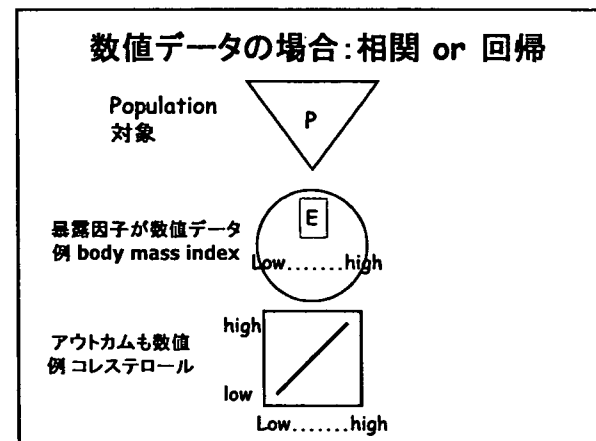 数値データの場合:相関 or 回帰
Population
対象
P
暴露因子が数値データ
例 body mass index
E
Low.......high
アウトカムも数値
例 コレステロール
high
low
Low.......high